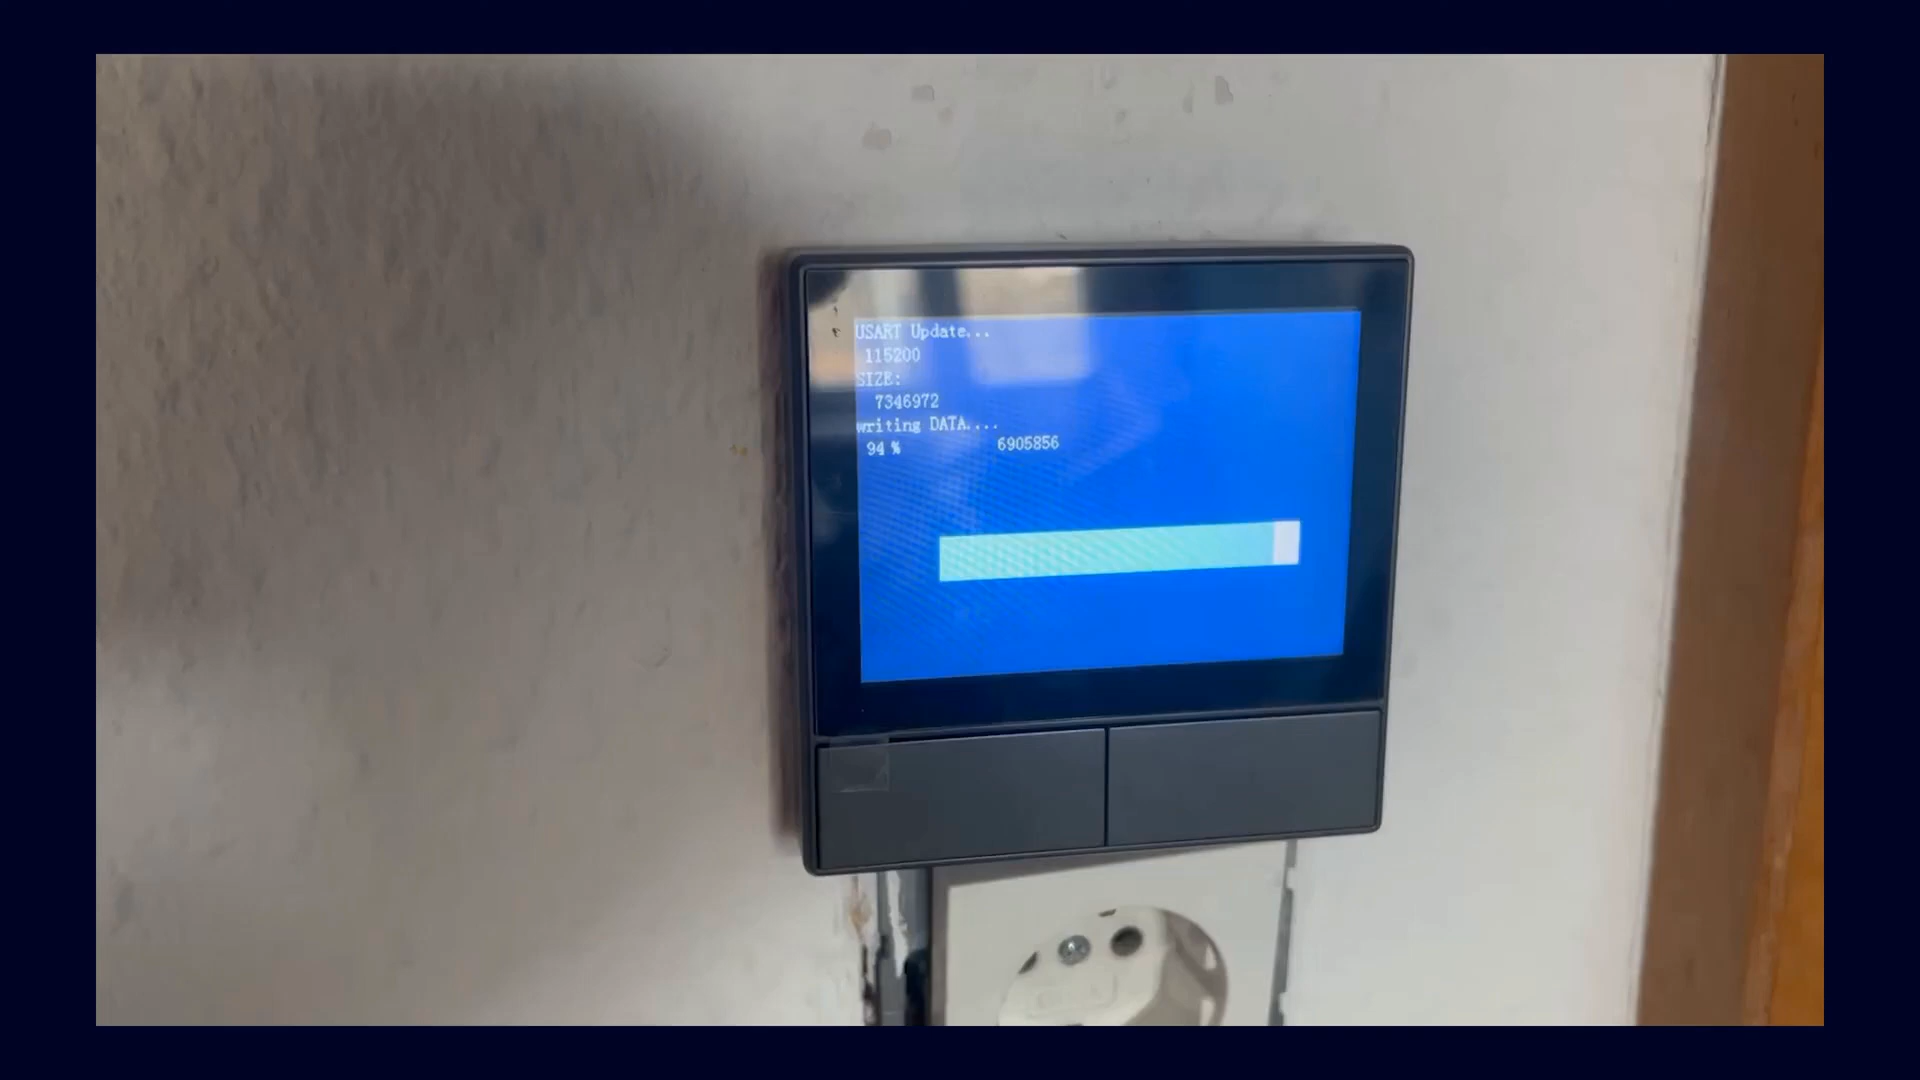 USART Update...
115200
SIZE:
7346972
writing DATA....
94 % 6905856